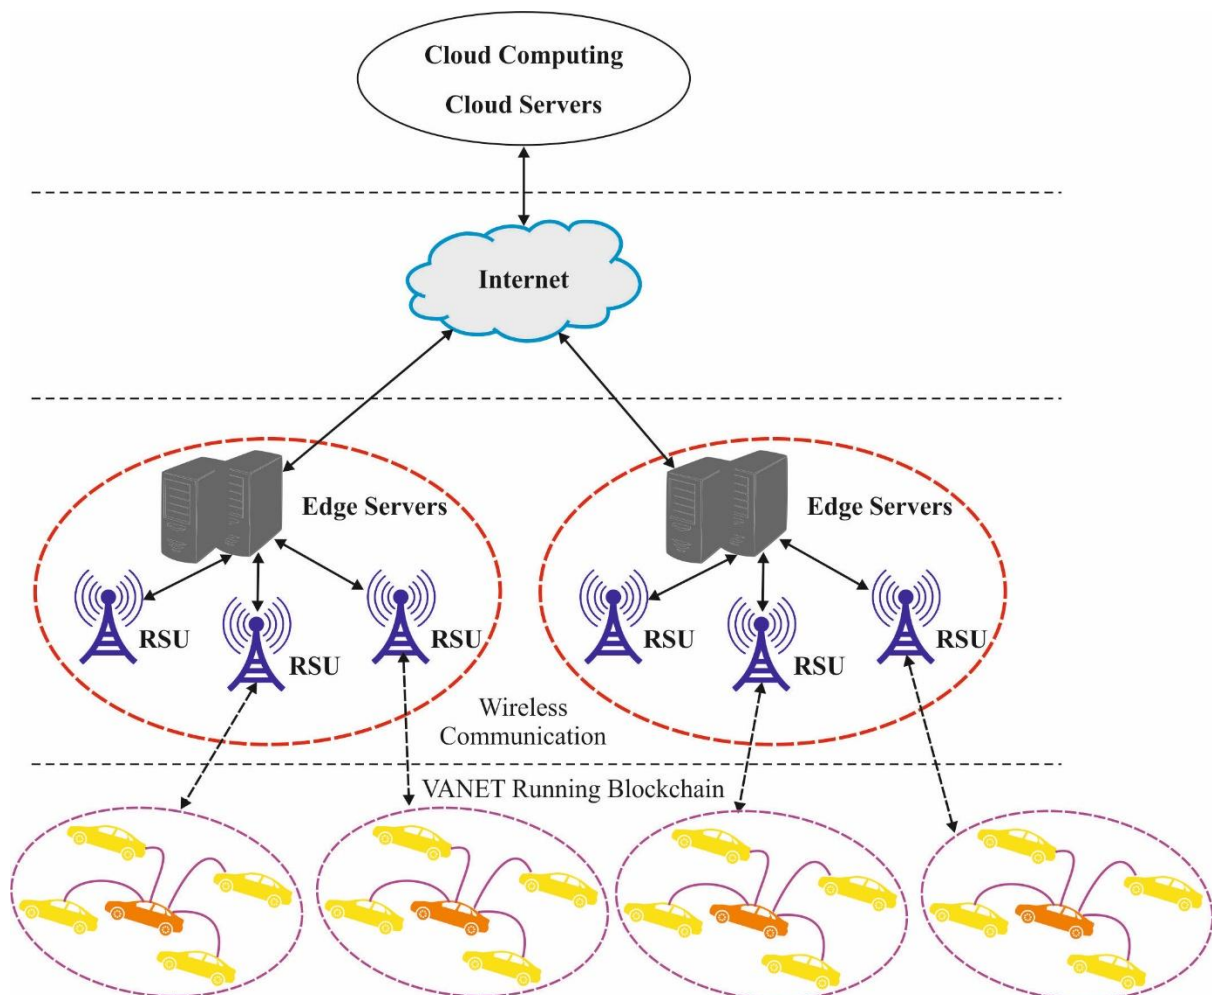 Cloud Computing
Cloud Servers
Internet
Edge Servers
Edge Servers
RSU
RSU
RSU
RSU
RSU
RSU
Wireless
Communication
VANET Running Blockchain